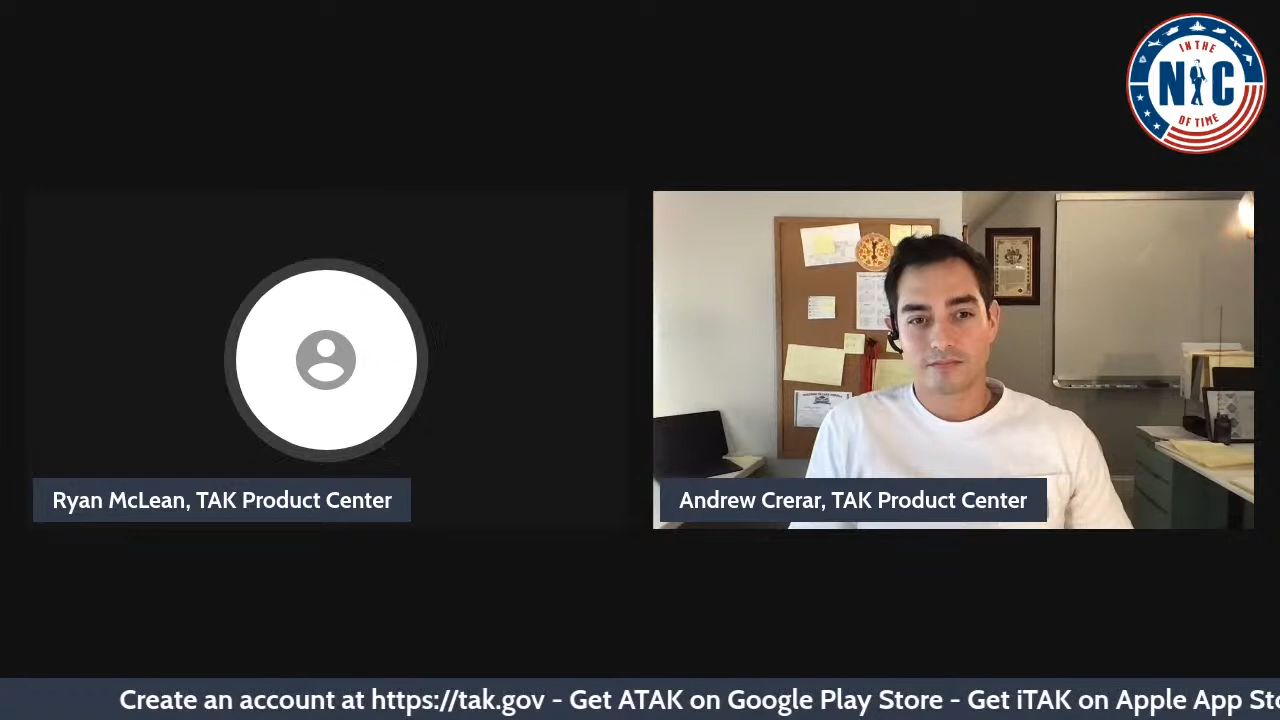 IN THE
NIC
OF TIME
Ryan McLean, TAK Product Center
Andrew Crerar, TAK Product Center
Create an account at https://tak.gov - Get ATAK on Google Play Store - Get iTAK on Apple App Sto